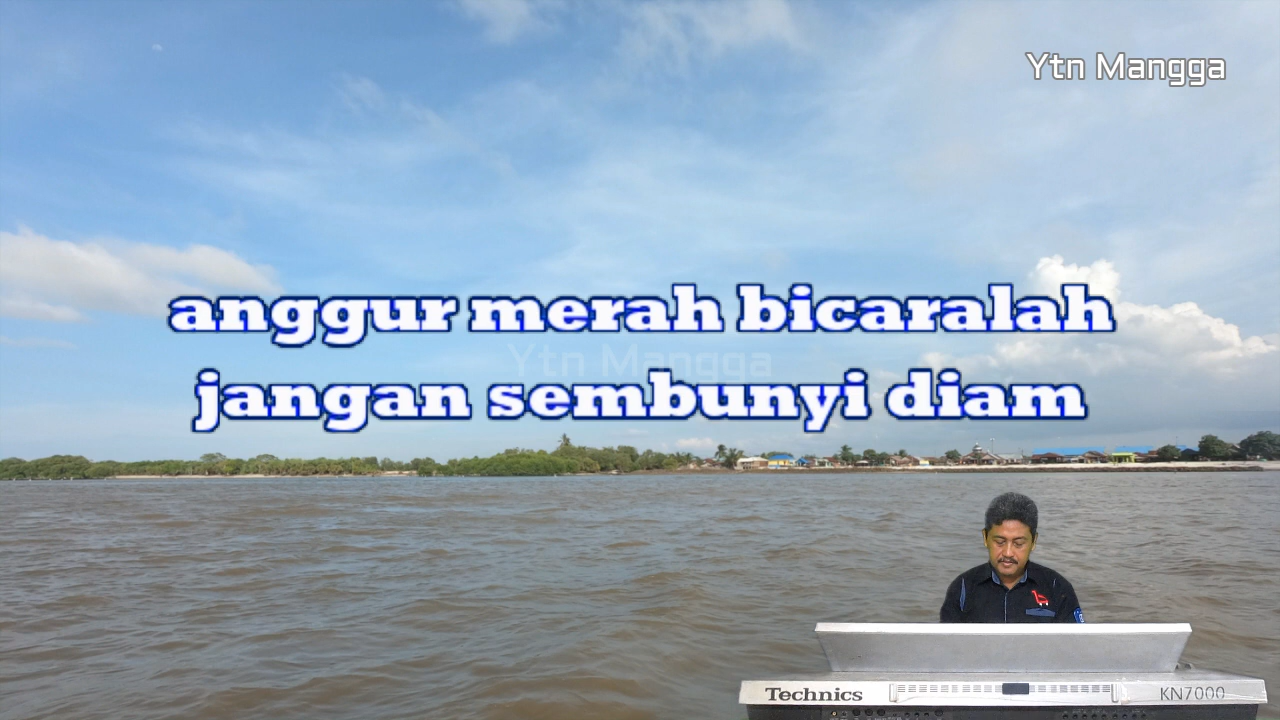 Ytn Mangga
anggur merah bicaralah
Ytn Mangga
jangan sembunyi diam
Technics
KN7000